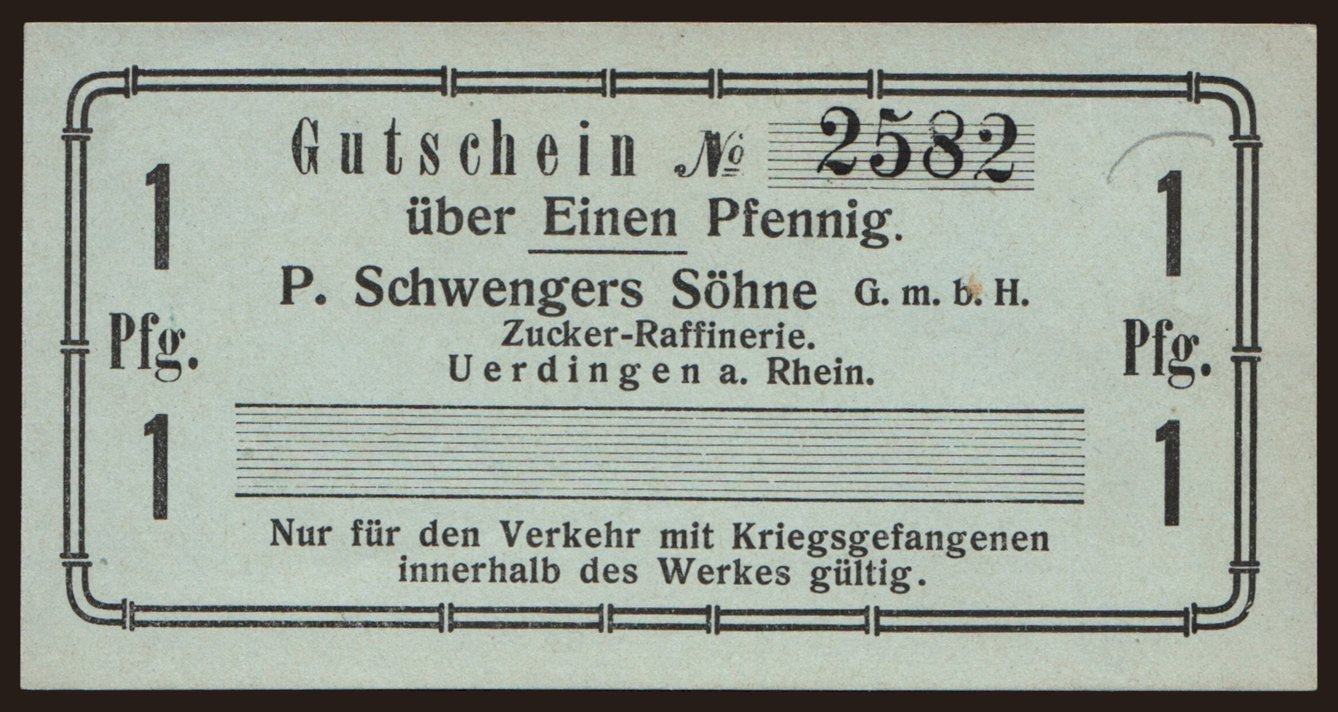 Gutschein № 2582
über Einen Pfennig.
P. Schwengers Söhne G. m. b. H.
Zucker-Raffinerie.
Uerdingen a. Rhein.
Nur für den Verkehr mit Kriegsgefangenen
innerhalb des Werkes gültig.
1
Pfg.
1
1
Pfg.
1